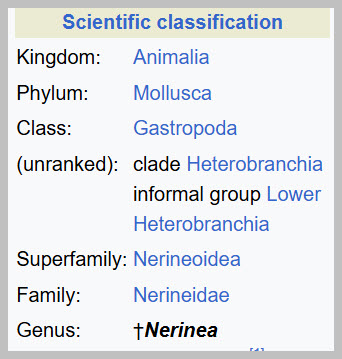 Scientific classification
Kingdom: Animalia
Phylum: Mollusca
Class: Gastropoda
(unranked): clade Heterobranchia
informal group Lower
Heterobranchia
Superfamily: Nerineoidea
Family: Nerineidae
Genus: †Nerinea
[1]